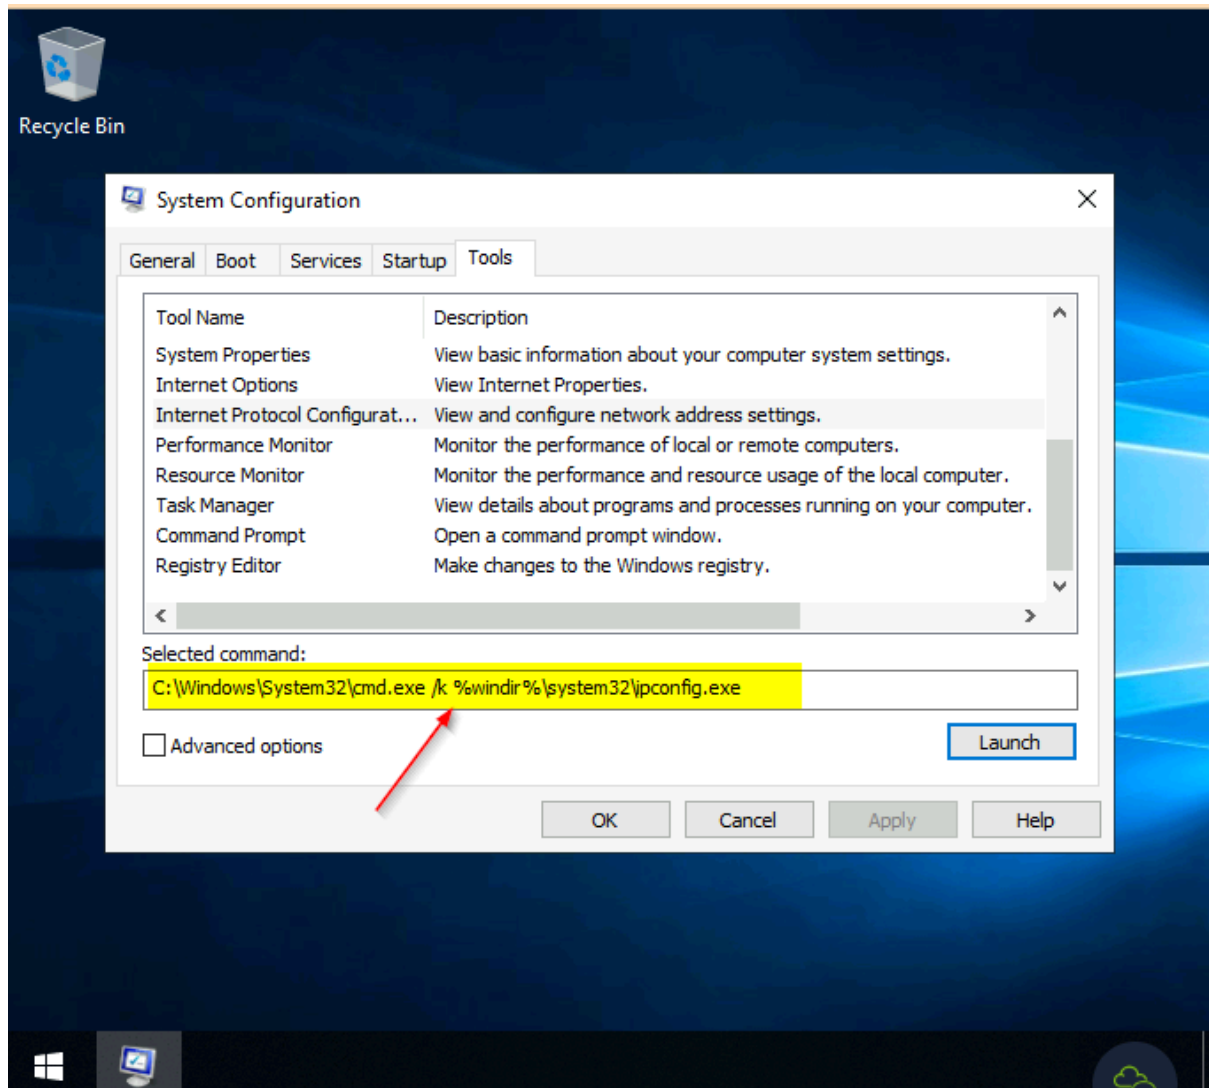 Recycle Bin
System Configuration
General Boot Services Startup Tools
Tool Name Description
System Properties View basic information about your computer system settings.
Internet Options View Internet Properties.
Internet Protocol Configurat... View and configure network address settings.
Performance Monitor Monitor the performance of local or remote computers.
Resource Monitor Monitor the performance and resource usage of the local computer.
Task Manager View details about programs and processes running on your computer.
Command Prompt Open a command prompt window.
Registry Editor Make changes to the Windows registry.
Selected command:
C:\Windows\System32\cmd.exe /k %windir%\system32\ipconfig.exe
Advanced options Launch
OK Cancel Apply Help